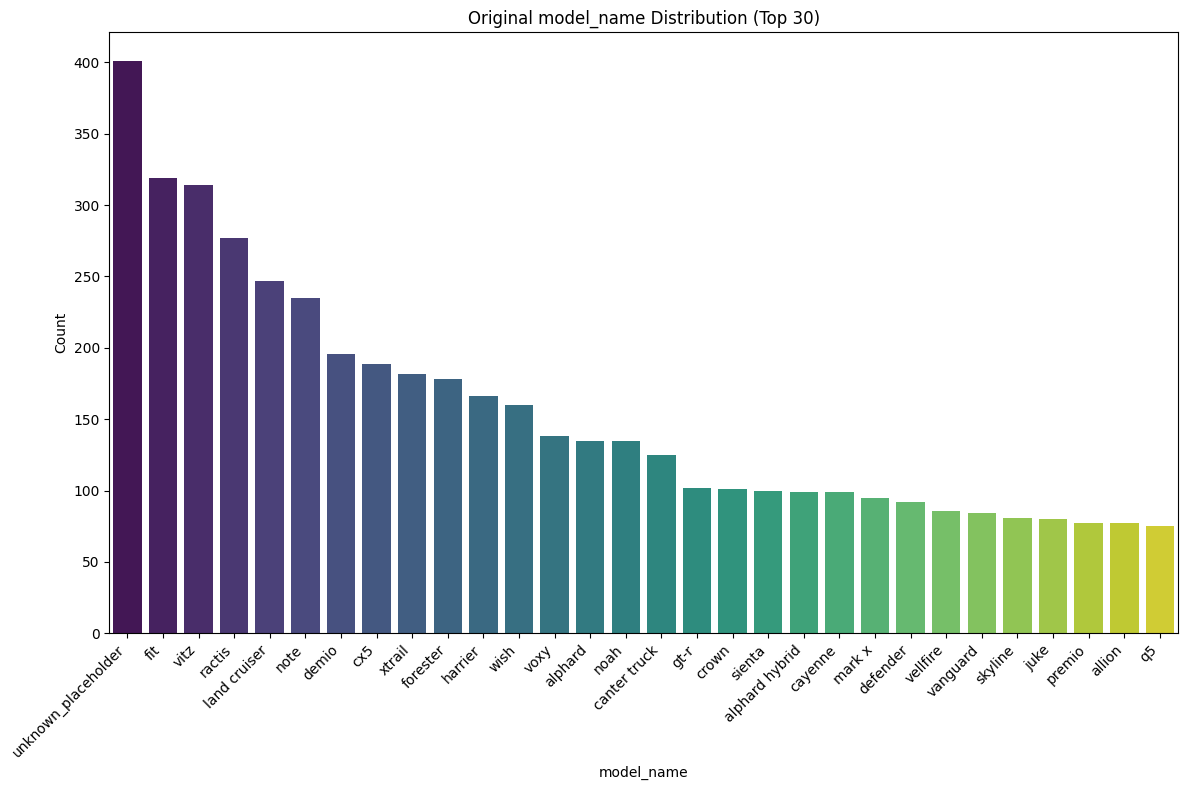 Original model_name Distribution (Top 30)
400
350
300
250
200
150
100
50
0
Count
unknown_placeholder
fit
vitz
ractis
land cruiser
note
demio
cx5
xtrail
forester
harrier
wish
voxy
alphard
noah
canter truck
gt-r
crown
sienta
alphard hybrid
cayenne
mark x
defender
vellfire
vanguard
skyline
juke
premio
allion
q5
model_name